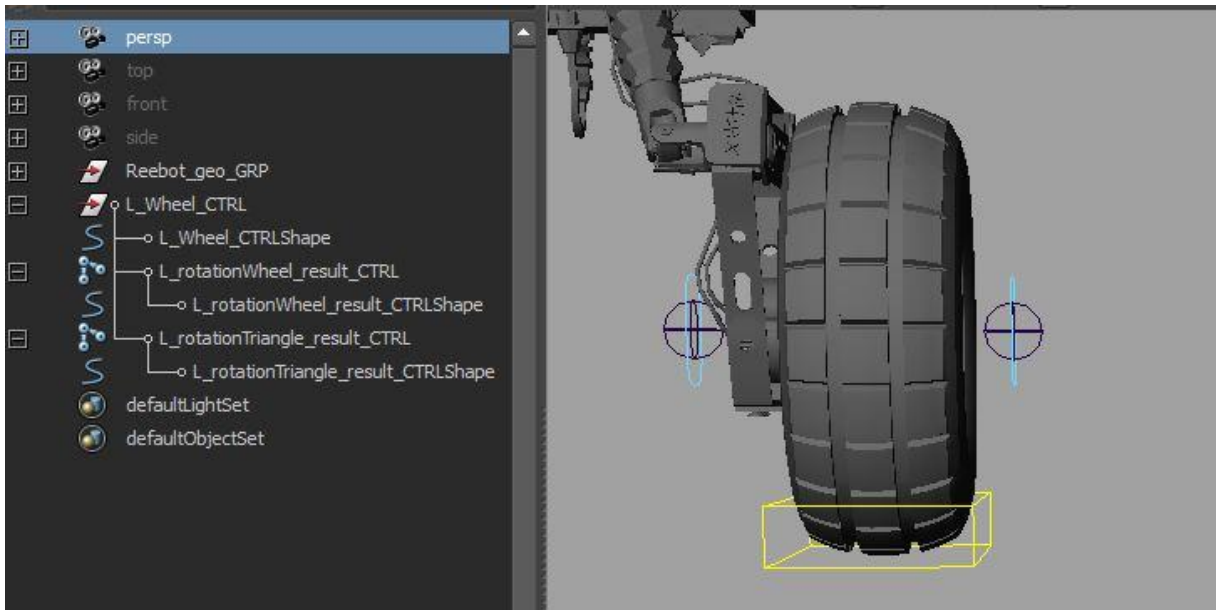 persp
top
front
side
Reebot_geo_GRP
L_Wheel_CTRL
L_Wheel_CTRLShape
L_rotationWheel_result_CTRL
L_rotationWheel_result_CTRLShape
L_rotationTriangle_result_CTRL
L_rotationTriangle_result_CTRLShape
defaultLightSet
defaultObjectSet